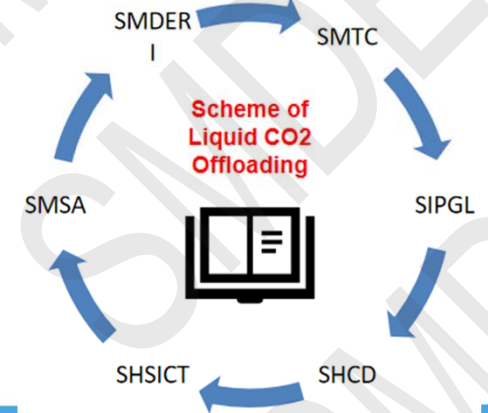 SMDER
I
SMTC
Scheme of
Liquid CO2
Offloading
SMSA
SIPGL
SHSICT
SHCD